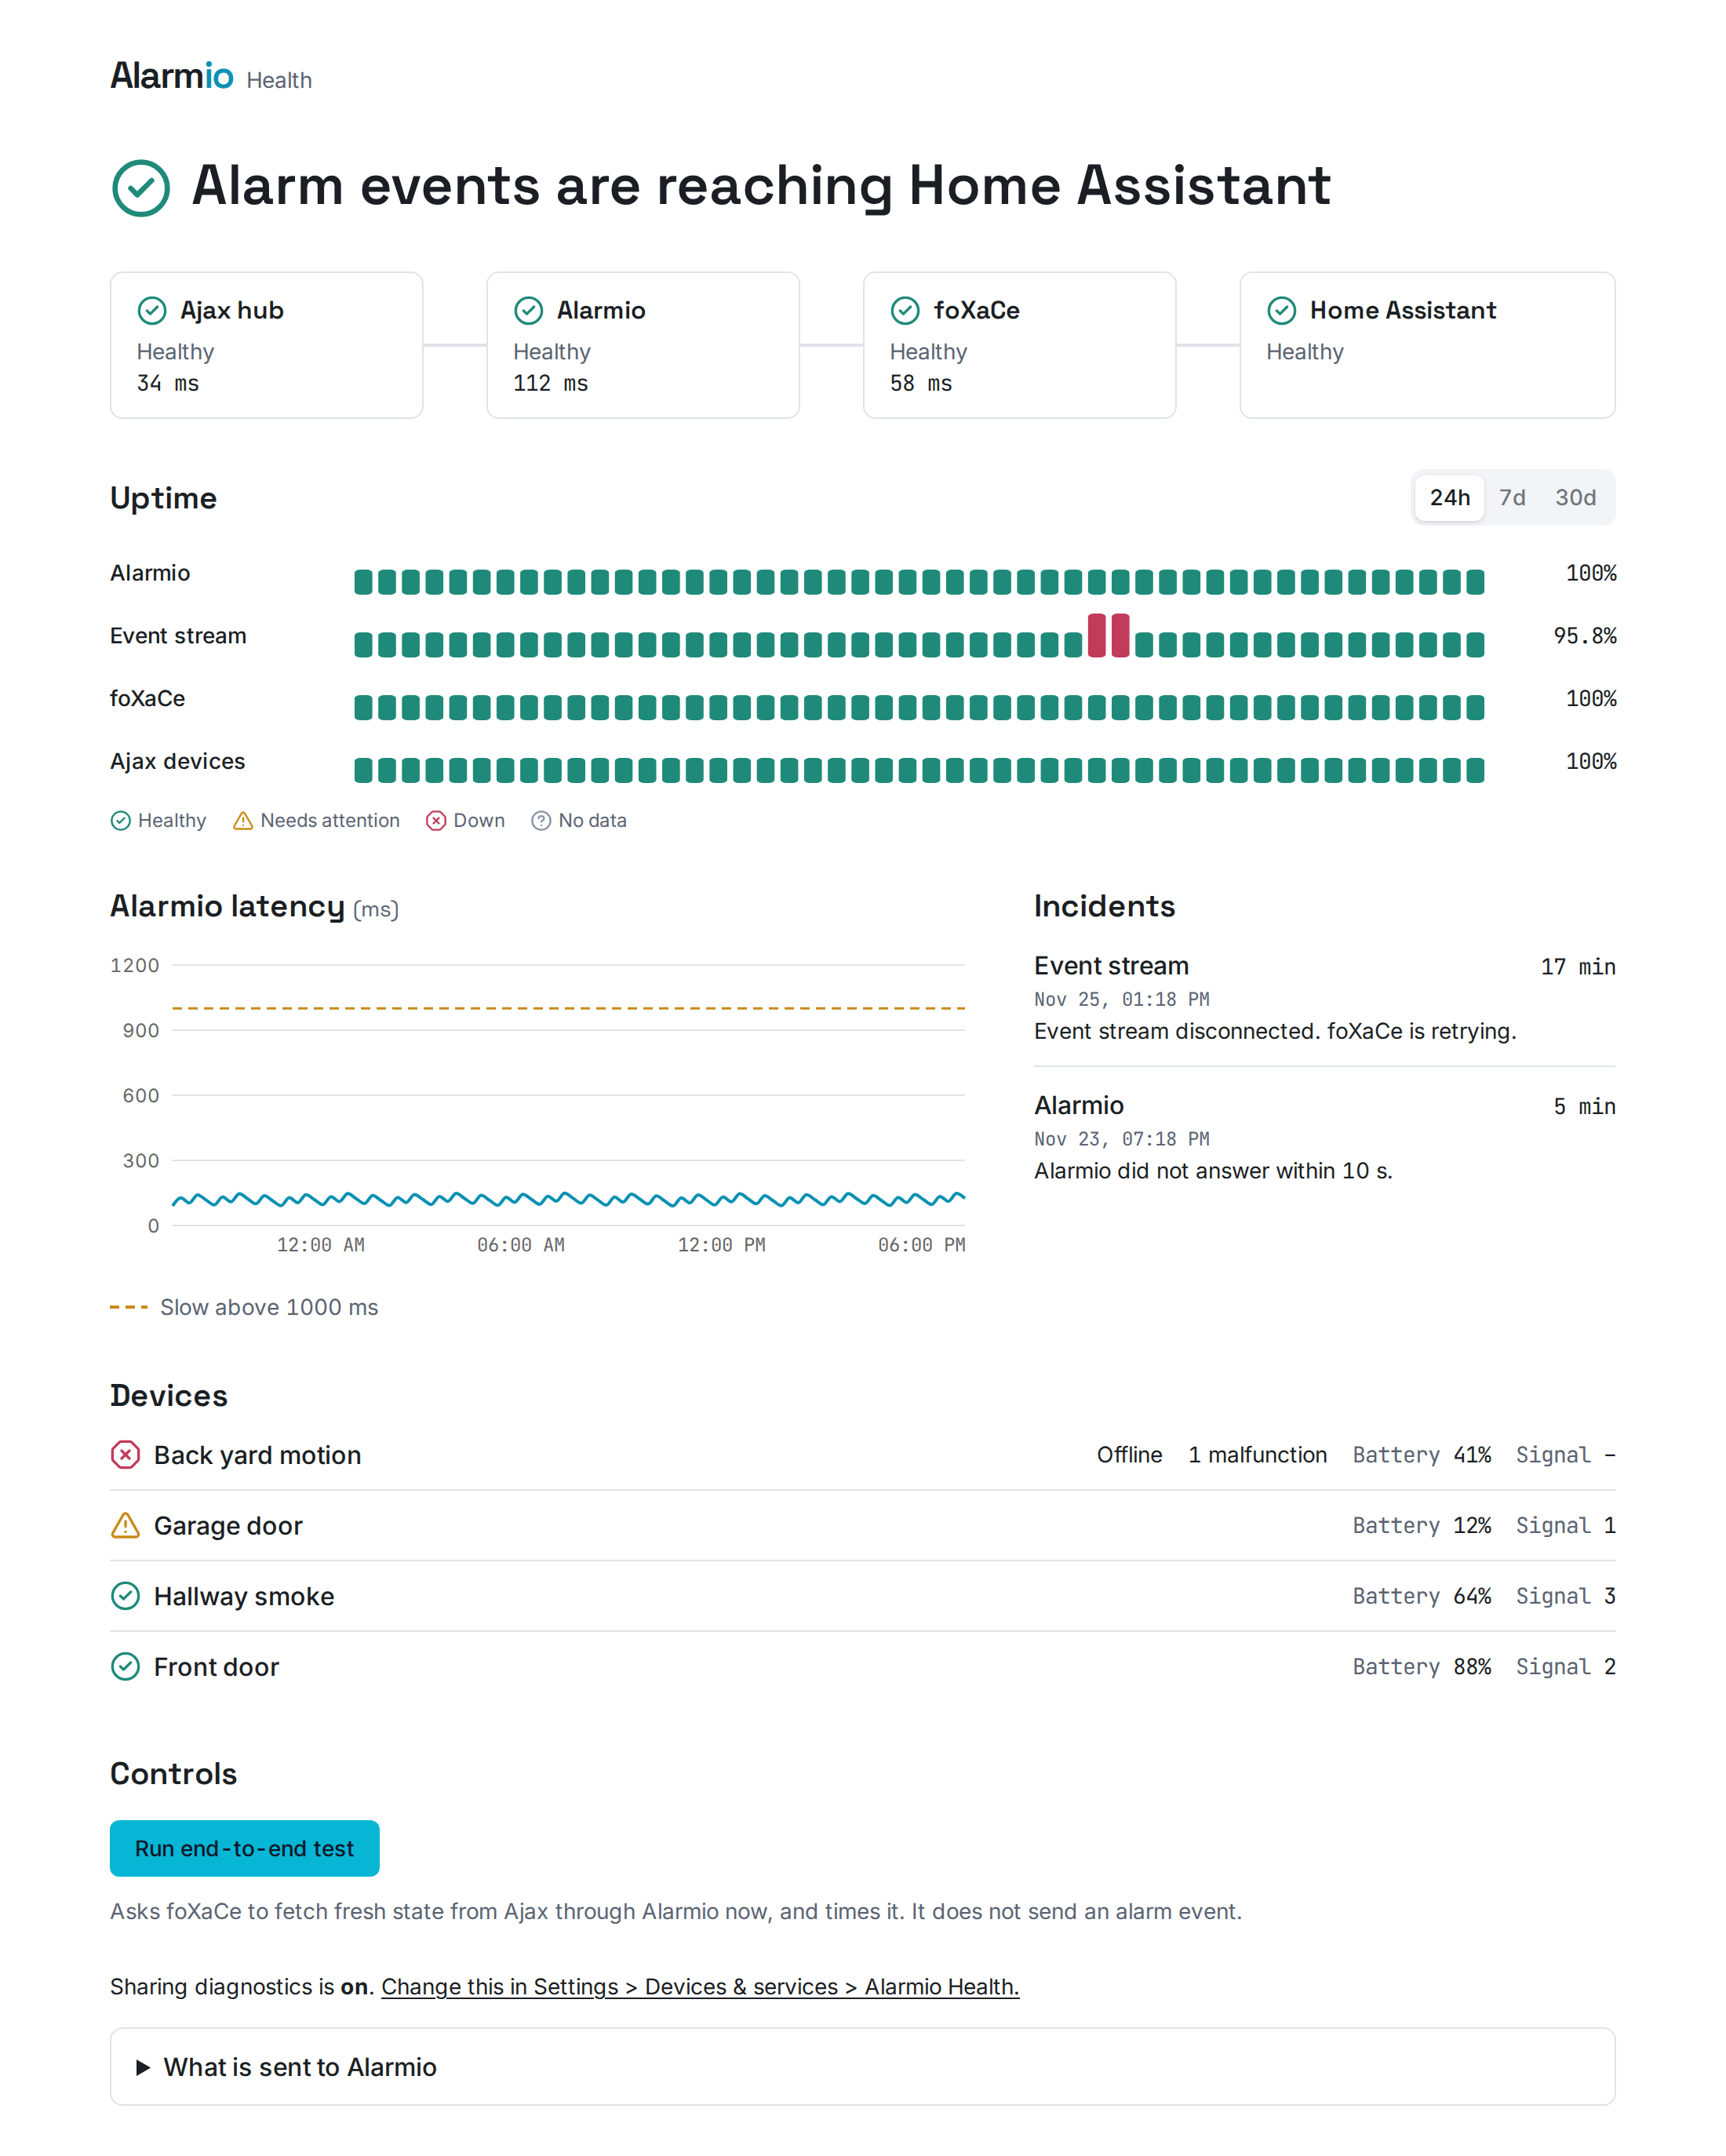 Alarmio Health
Alarm events are reaching Home Assistant
Ajax hub
Healthy
34 ms
Alarmio
Healthy
112 ms
foXaCe
Healthy
58 ms
Home Assistant
Healthy
Uptime
24h 7d 30d
Alarmio 100%
Event stream 95.8%
foXaCe 100%
Ajax devices 100%
Healthy Needs attention Down No data
Alarmio latency (ms)
1200
900
600
300
0
12:00 AM 06:00 AM 12:00 PM 06:00 PM
Slow above 1000 ms
Incidents
Event stream 17 min
Nov 25, 01:18 PM
Event stream disconnected. foXaCe is retrying.
Alarmio 5 min
Nov 23, 07:18 PM
Alarmio did not answer within 10 s.
Devices
Back yard motion Offline 1 malfunction Battery 41% Signal –
Garage door Battery 12% Signal 1
Hallway smoke Battery 64% Signal 3
Front door Battery 88% Signal 2
Controls
Run end-to-end test
Asks foXaCe to fetch fresh state from Ajax through Alarmio now, and times it. It does not send an alarm event.
Sharing diagnostics is on. Change this in Settings > Devices & services > Alarmio Health.
What is sent to Alarmio